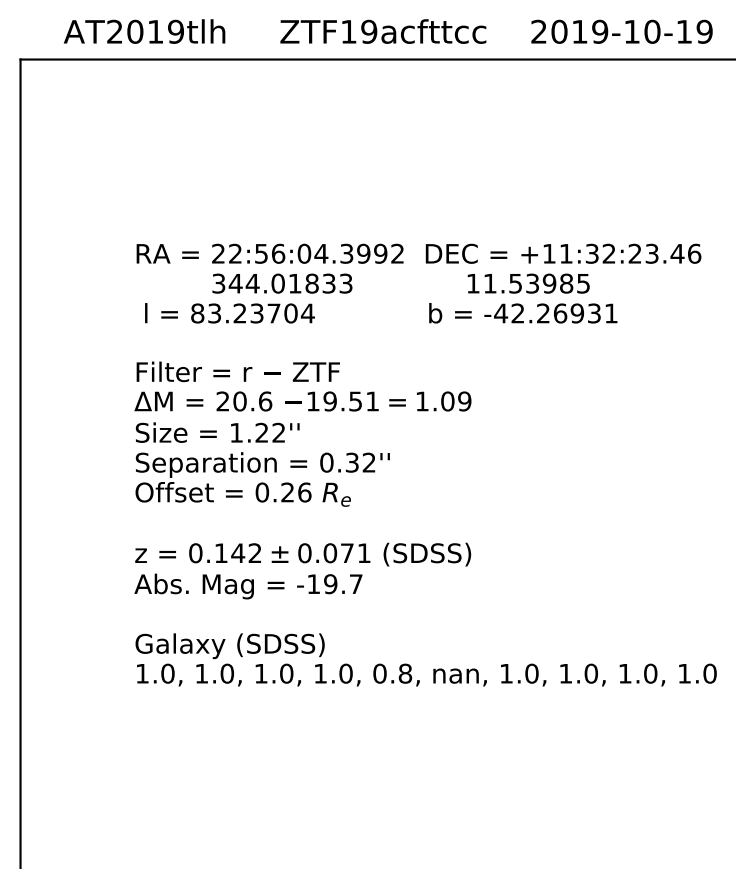 AT2019tlh ZTF19acfttcc 2019-10-19
RA = 22:56:04.3992 DEC = +11:32:23.46
344.01833 11.53985
l = 83.23704 b = -42.26931
Filter = r − ZTF
ΔM = 20.6 −19.51 = 1.09
Size = 1.22''
Separation = 0.32''
Offset = 0.26 Rₑ
z = 0.142 ± 0.071 (SDSS)
Abs. Mag = -19.7
Galaxy (SDSS)
1.0, 1.0, 1.0, 1.0, 0.8, nan, 1.0, 1.0, 1.0, 1.0